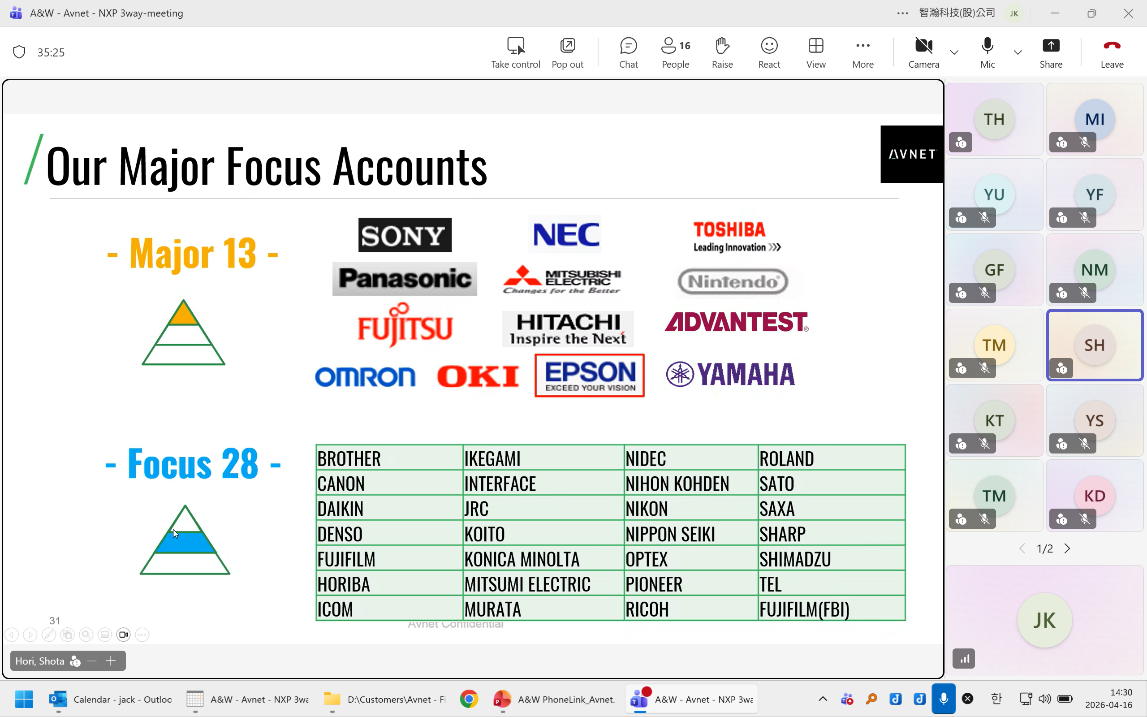 A&W - Avnet - NXP 3way-meeting
智瀚科技(股)公司
JK
35:25
Take control
Pop out
Chat
16
People
Raise
React
View
More
Camera
Mic
Share
Leave
Our Major Focus Accounts
AVNET
- Major 13 -
SONY
NEC
TOSHIBA
Leading Innovation >>>
Panasonic
MITSUBISHI
ELECTRIC
Changes for the Better
Nintendo
FUJITSU
HITACHI
Inspire the Next
ADVANTEST
OMRON
OKI
EPSON
EXCEED YOUR VISION
YAMAHA
- Focus 28 -
BROTHER IKEGAMI NIDEC ROLAND
CANON INTERFACE NIHON KOHDEN SATO
DAIKIN JRC NIKON SAXA
DENSO KOITO NIPPON SEIKI SHARP
FUJIFILM KONICA MINOLTA OPTEX SHIMADZU
HORIBA MITSUMI ELECTRIC PIONEER TEL
ICOM MURATA RICOH FUJIFILM(FBI)
31
Avnet Confidential
Hori, Shota
TH
MI
YU
YF
GF
NM
TM
SH
KT
YS
TM
KD
1/2
JK
Calendar - jack - Outloo
A&W - Avnet - NXP 3wa
D:\Customers\Avnet - Fi
A&W PhoneLink_Avnet.
A&W - Avnet - NXP 3wa
한
14:30
2026-04-16